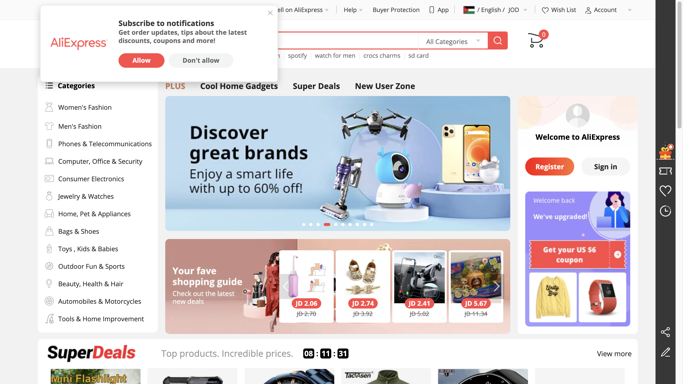 Subscribe to notifications
Get order updates, tips about the latest
discounts, coupons and more!
AliExpress
Allow
Don't allow
ell on AliExpress
Help
Buyer Protection
App
/ English / JOD
Wish List
Account
All Categories
0
spotify
watch for men
crocs charms
sd card
Categories
PLUS
Cool Home Gadgets
Super Deals
New User Zone
Women's Fashion
Men's Fashion
Phones & Telecommunications
Computer, Office & Security
Consumer Electronics
Jewelry & Watches
Home, Pet & Appliances
Bags & Shoes
Toys , Kids & Babies
Outdoor Fun & Sports
Beauty, Health & Hair
Automobiles & Motorcycles
Tools & Home Improvement
Discover
great brands
Enjoy a smart life
with up to 60% off!
Welcome to AliExpress
Register
Sign in
Welcome back
We've upgraded!
Get your US $6
coupon
Your fave
shopping guide
Check out the latest
new deals
JD 2.06
JD 2.70
JD 2.74
JD 3.92
JD 2.41
JD 5.02
JD 5.67
JD 11.34
SuperDeals
Top products. Incredible prices.
08 : 11 : 31
View more
Mini Flashlight
TACVASEN